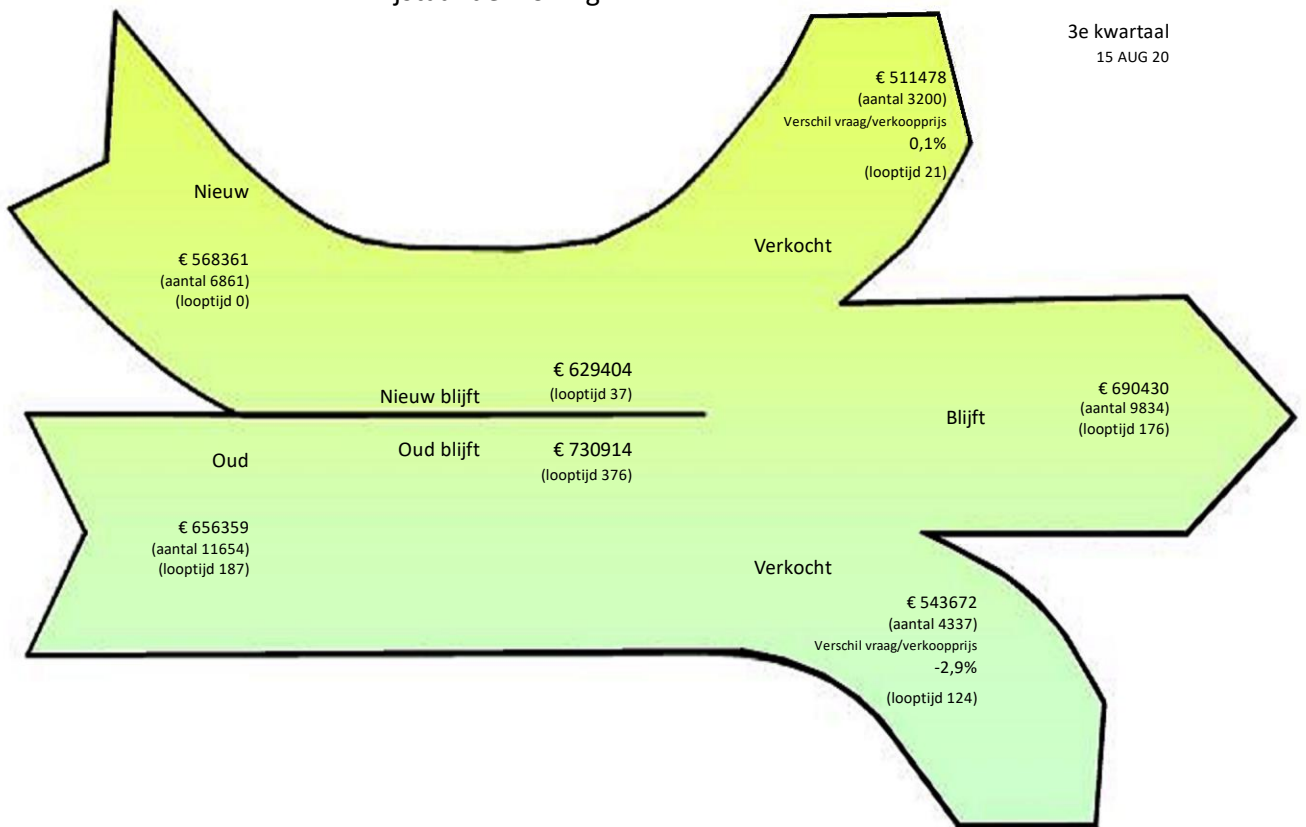 3e kwartaal
15 AUG 20
€ 511478
(aantal 3200)
Verschil vraag/verkoopprijs
0,1%
(looptijd 21)
Nieuw
Verkocht
€ 568361
(aantal 6861)
(looptijd 0)
€ 629404
Nieuw blijft
(looptijd 37)
€ 690430
(aantal 9834)
(looptijd 176)
Blijft
Oud blijft
€ 730914
(looptijd 376)
Oud
€ 656359
(aantal 11654)
(looptijd 187)
Verkocht
€ 543672
(aantal 4337)
Verschil vraag/verkoopprijs
-2,9%
(looptijd 124)